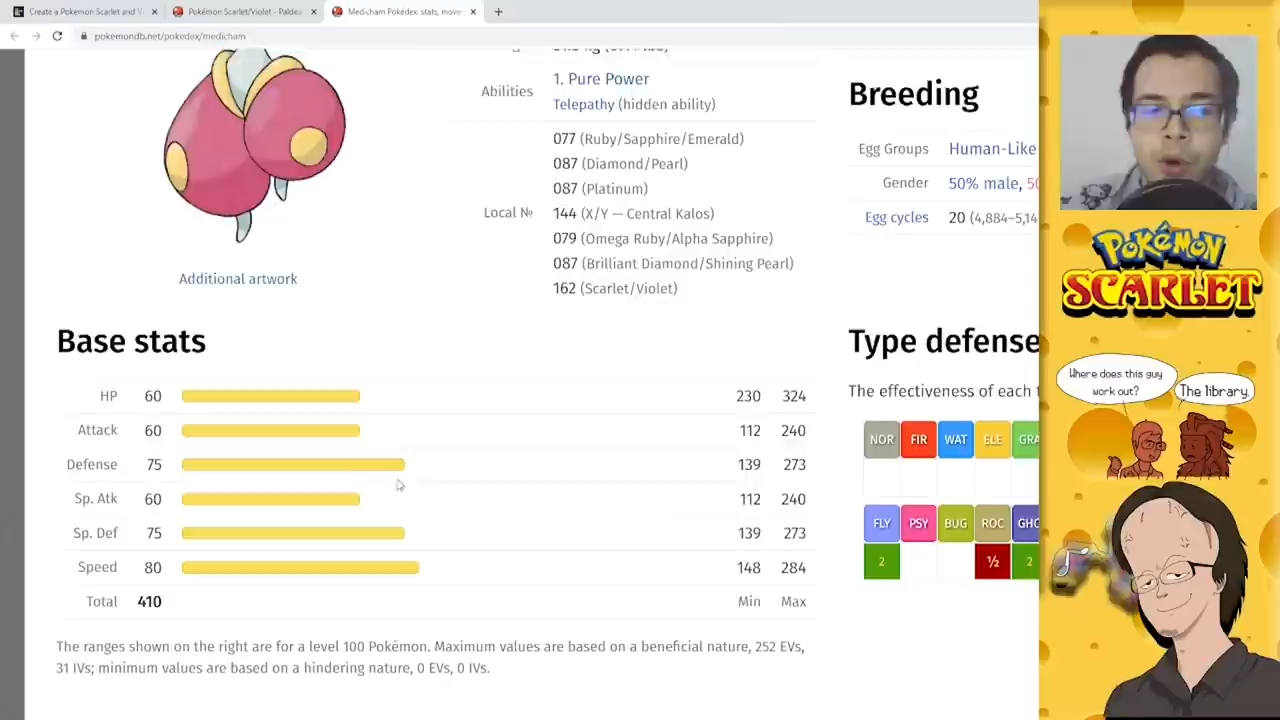 Create a Pokemon Scarlet and Vi
Pokémon Scarlet/Violet - Paldea
Medicham Pokédex: stats, move
pokemondb.net/pokedex/medicham
Abilities
1. Pure Power
Telepathy (hidden ability)
Local №
077 (Ruby/Sapphire/Emerald)
087 (Diamond/Pearl)
087 (Platinum)
144 (X/Y — Central Kalos)
079 (Omega Ruby/Alpha Sapphire)
087 (Brilliant Diamond/Shining Pearl)
162 (Scarlet/Violet)
Additional artwork
Breeding
Egg Groups Human-Like
Gender 50% male, 50
Egg cycles 20 (4,884–5,14
Base stats
HP 60 230 324
Attack 60 112 240
Defense 75 139 273
Sp. Atk 60 112 240
Sp. Def 75 139 273
Speed 80 148 284
Total 410 Min Max
The ranges shown on the right are for a level 100 Pokémon. Maximum values are based on a beneficial nature, 252 EVs,
31 IVs; minimum values are based on a hindering nature, 0 EVs, 0 IVs.
Type defense
The effectiveness of each
NOR FIR WAT ELE GRA
FLY PSY BUG ROC GHO
2 ½ 2
POKéMON
SCARLET
Where does this guy
work out?
The library.